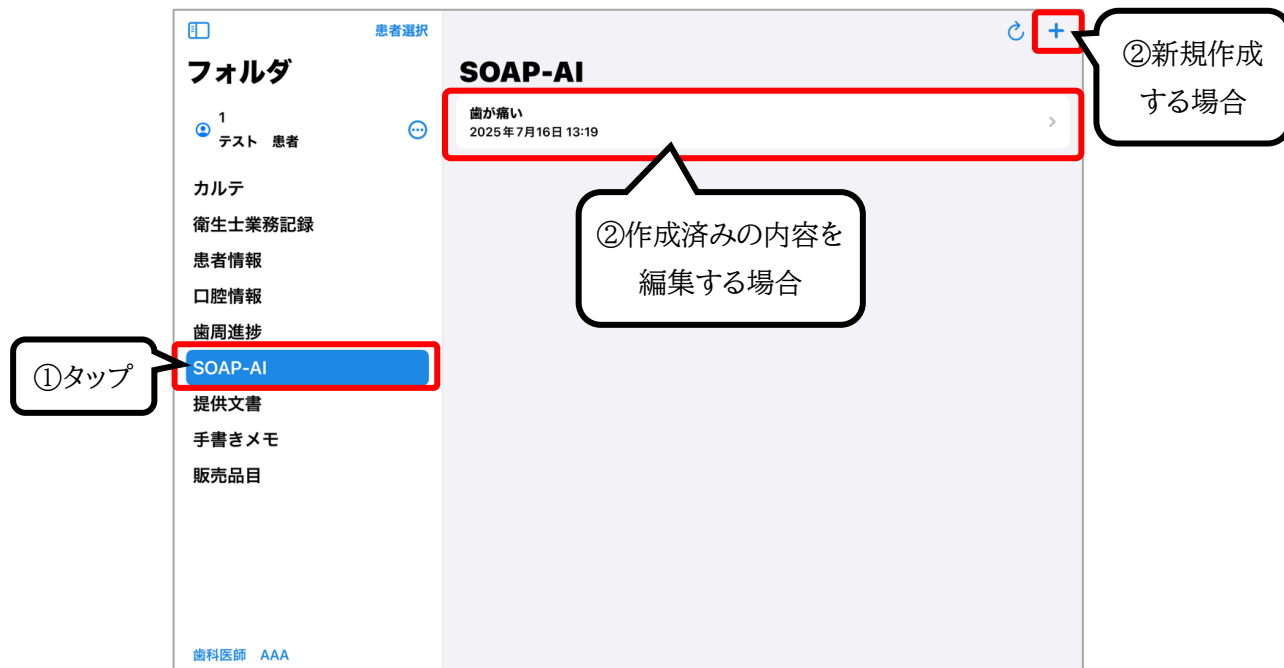 患者選択
フォルダ
1
テスト 患者
カルテ
衛生士業務記録
患者情報
口腔情報
歯周進捗
SOAP-AI
提供文書
手書きメモ
販売品目
歯科医師 AAA
①タップ
SOAP-AI
歯が痛い
2025年7月16日 13:19
②作成済みの内容を
編集する場合
②新規作成
する場合